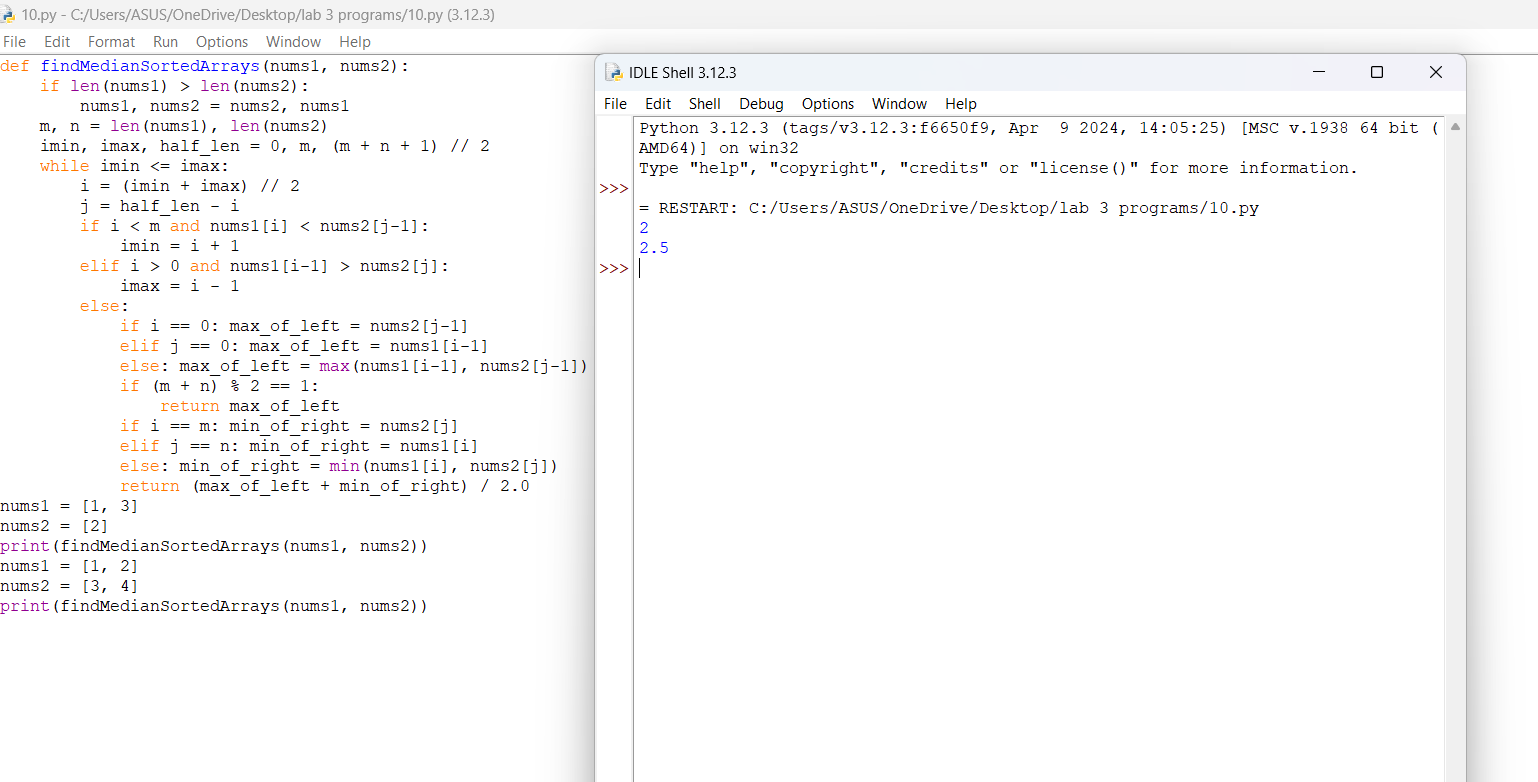 10.py - C:/Users/ASUS/OneDrive/Desktop/lab 3 programs/10.py (3.12.3)
File Edit Format Run Options Window Help
def findMedianSortedArrays(nums1, nums2):
    if len(nums1) > len(nums2):
        nums1, nums2 = nums2, nums1
    m, n = len(nums1), len(nums2)
    imin, imax, half_len = 0, m, (m + n + 1) // 2
    while imin <= imax:
        i = (imin + imax) // 2
        j = half_len - i
        if i < m and nums1[i] < nums2[j-1]:
            imin = i + 1
        elif i > 0 and nums1[i-1] > nums2[j]:
            imax = i - 1
        else:
            if i == 0: max_of_left = nums2[j-1]
            elif j == 0: max_of_left = nums1[i-1]
            else: max_of_left = max(nums1[i-1], nums2[j-1])
            if (m + n) % 2 == 1:
                return max_of_left
            if i == m: min_of_right = nums2[j]
            elif j == n: min_of_right = nums1[i]
            else: min_of_right = min(nums1[i], nums2[j])
            return (max_of_left + min_of_right) / 2.0
nums1 = [1, 3]
nums2 = [2]
print(findMedianSortedArrays(nums1, nums2))
nums1 = [1, 2]
nums2 = [3, 4]
print(findMedianSortedArrays(nums1, nums2))
IDLE Shell 3.12.3
File Edit Shell Debug Options Window Help
Python 3.12.3 (tags/v3.12.3:f6650f9, Apr  9 2024, 14:05:25) [MSC v.1938 64 bit (
AMD64)] on win32
Type "help", "copyright", "credits" or "license()" for more information.
>>>
= RESTART: C:/Users/ASUS/OneDrive/Desktop/lab 3 programs/10.py
2
2.5
>>>